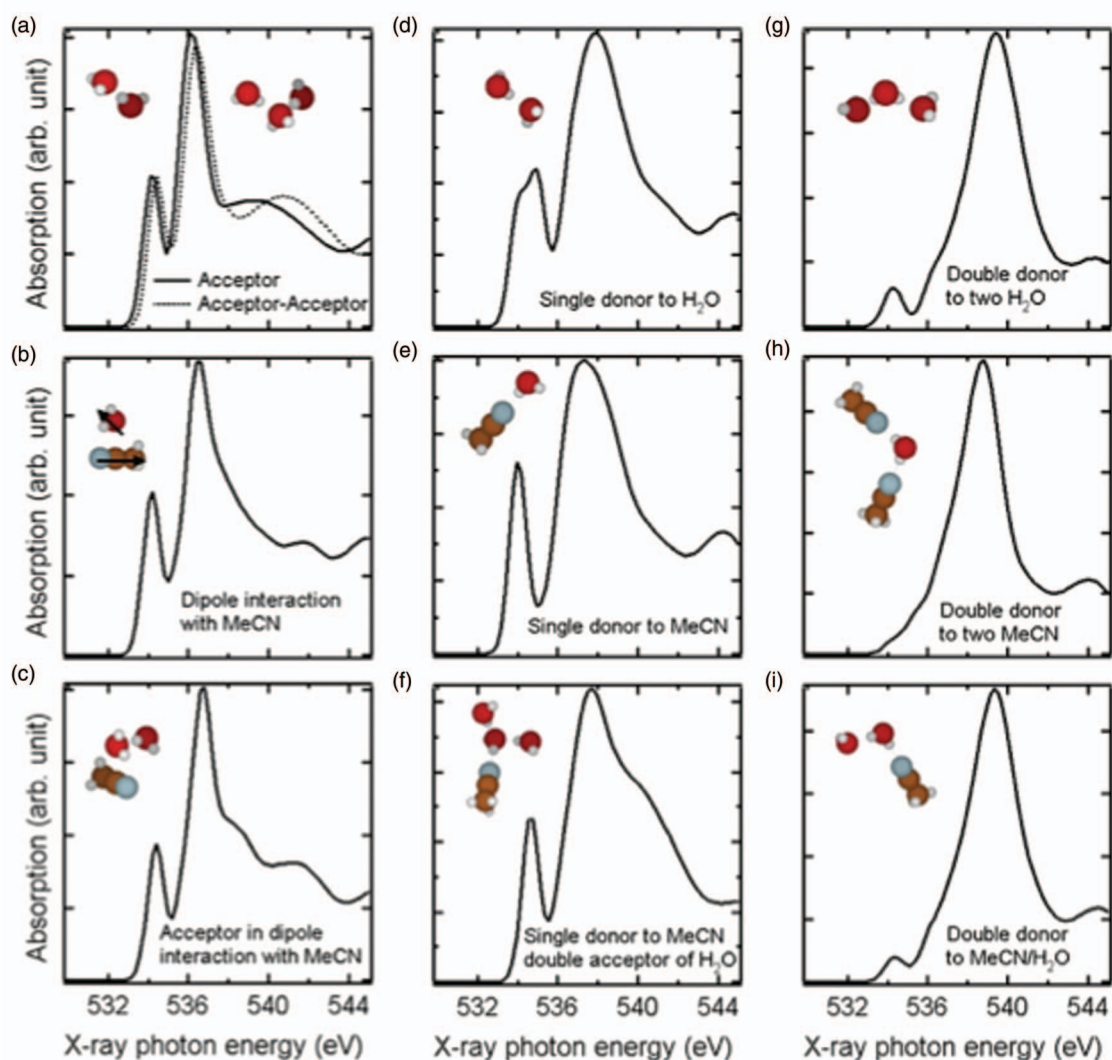 (a)
Absorption (arb. unit)
Acceptor
Acceptor-Acceptor
(d)
Single donor to H₂O
(g)
Double donor
to two H₂O
(b)
Absorption (arb. unit)
Dipole interaction
with MeCN
(e)
Single donor to MeCN
(h)
Double donor
to two MeCN
(c)
Absorption (arb. unit)
Acceptor in dipole
interaction with MeCN
532 536 540 544
X-ray photon energy (eV)
(f)
Single donor to MeCN
double acceptor of H₂O
532 536 540 544
X-ray photon energy (eV)
(i)
Double donor
to MeCN/H₂O
532 536 540 544
X-ray photon energy (eV)